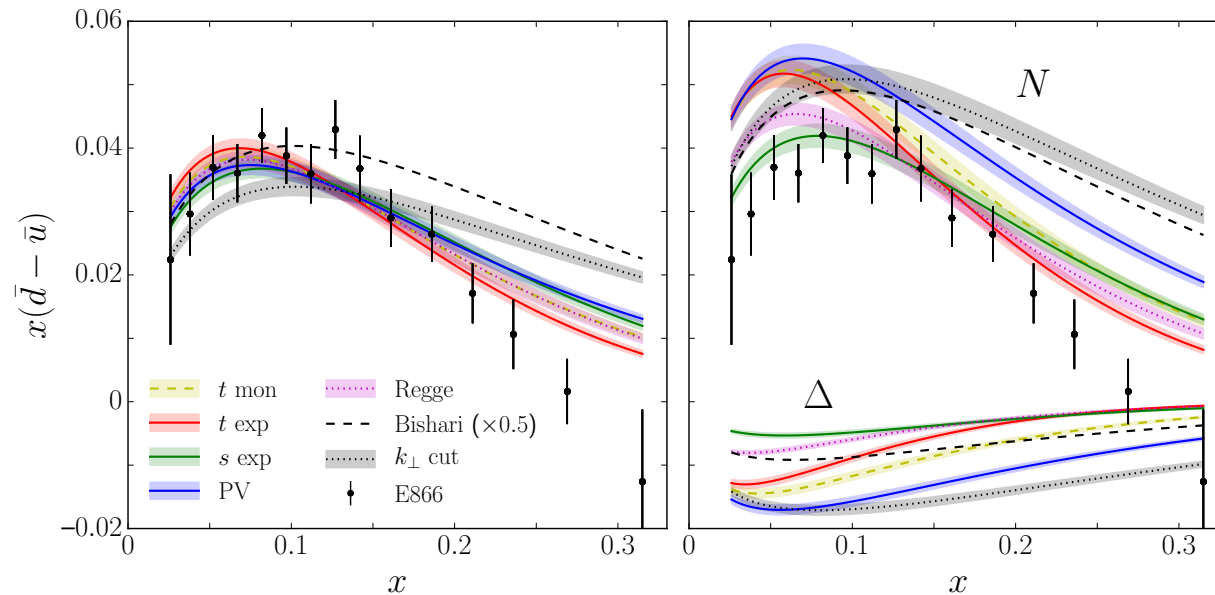 x(d̄ − ū)
0.06
0.04
0.02
0
−0.02
t mon
t exp
s exp
PV
Regge
Bishari (×0.5)
k⊥ cut
E866
0
0.1
0.2
0.3
x
N
Δ
0
0.1
0.2
0.3
x